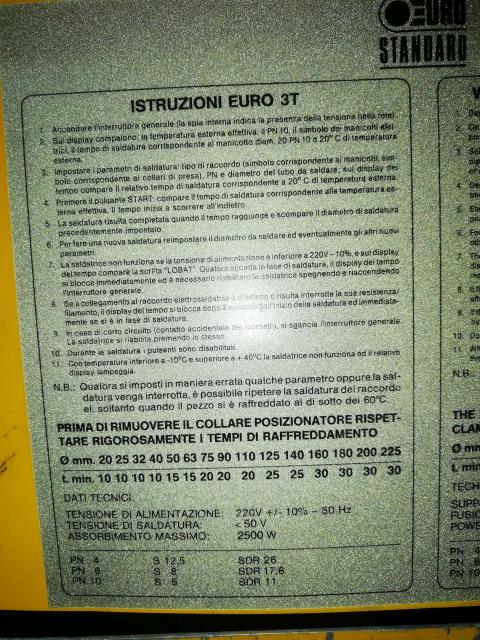 EURO
STANDARD
ISTRUZIONI EURO 3T
1. Accendere l'interruttore generale (la spia interna indica la presenza della tensione nella rete)
2. Sul display compaiono: la temperatura esterna effettiva, il PN 10, il simbolo dei manicotti elet-
trici, il tempo di saldatura corrispondente al manicotto diam. 20 PN 10 a 20° C di temperatura
esterna.
3. Impostare i parametri di saldatura: tipo di raccordo (simbolo corrispondente ai manicotti, sim-
bolo corrispondente ai collari di presa), PN e diametro del tubo da saldare; sul display del
tempo compare il relativo tempo di saldatura corrispondente a 20° C di temperatura esterna.
4. Premere il pulsante START: compare il tempo di saldatura corrispondente alla temperatura es-
terna effettiva. Il tempo inizia a scorrere all'indietro.
5. La saldatura risulta completata quando il tempo raggiunge e scompare il diametro di saldatura
precedentemente impostato.
6. Per fare una nuova saldatura reimpostare il diametro da saldare ed eventualmente gli altri nuovi
parametri.
7. La saldatrice non funziona se la tensione di alimentazione è inferiore a 220V -10%, e sul display
del tempo compare la scritta "LOBAT". Qualora accada in fase di saldatura, il display del tempo
si blocca immediatamente ed è necessario riabilitare la saldatrice spegnendo e riaccendendo
l'interruttore generale.
8. Se il collegamento al raccordo elettrosaldabile è difettoso o risulta interrotta la sua resistenza/
filamento, il display del tempo si blocca dopo 3 secondi all'inizio della saldatura ed immediata-
mente se si è in fase di saldatura.
9. In caso di corto circuito (contatto accidentale dei morsetti), si sgancia l'interruttore generale.
La saldatrice si riabilita premendo lo stesso.
10. Durante la saldatura i pulsanti sono disabilitati.
11. Con temperatura inferiore a -10°C e superiore a + 40°C la saldatrice non funziona ed il relativo
display lampeggia.
N.B.: Qualora si imposti in maniera errata qualche parametro oppure la sal-
datura venga interrotta, è possibile ripetere la saldatura del raccordo
el. soltanto quando il pezzo si è raffreddato al di sotto dei 60°C.
PRIMA DI RIMUOVERE IL COLLARE POSIZIONATORE RISPET-
TARE RIGOROSAMENTE I TEMPI DI RAFFREDDAMENTO
Ø mm. 20 25 32 40 50 63 75 90 110 125 140 160 180 200 225
t. min. 10 10 10 10 15 15 20 20 20 25 25 30 30 30 30
DATI TECNICI:
TENSIONE DI ALIMENTAZIONE: 220V +/- 10% - 50 Hz
TENSIONE DI SALDATURA: < 50 V
ASSORBIMENTO MASSIMO: 2500 W
PN 4 S 12,5 SDR 26
PN 6 S 8 SDR 17,6
PN 10 S 5 SDR 11
N.B.
THE
CLAM
Ø mm
t. min
TECH
SUPP
FUSIO
POWE
PN 4
PN 6
PN 10